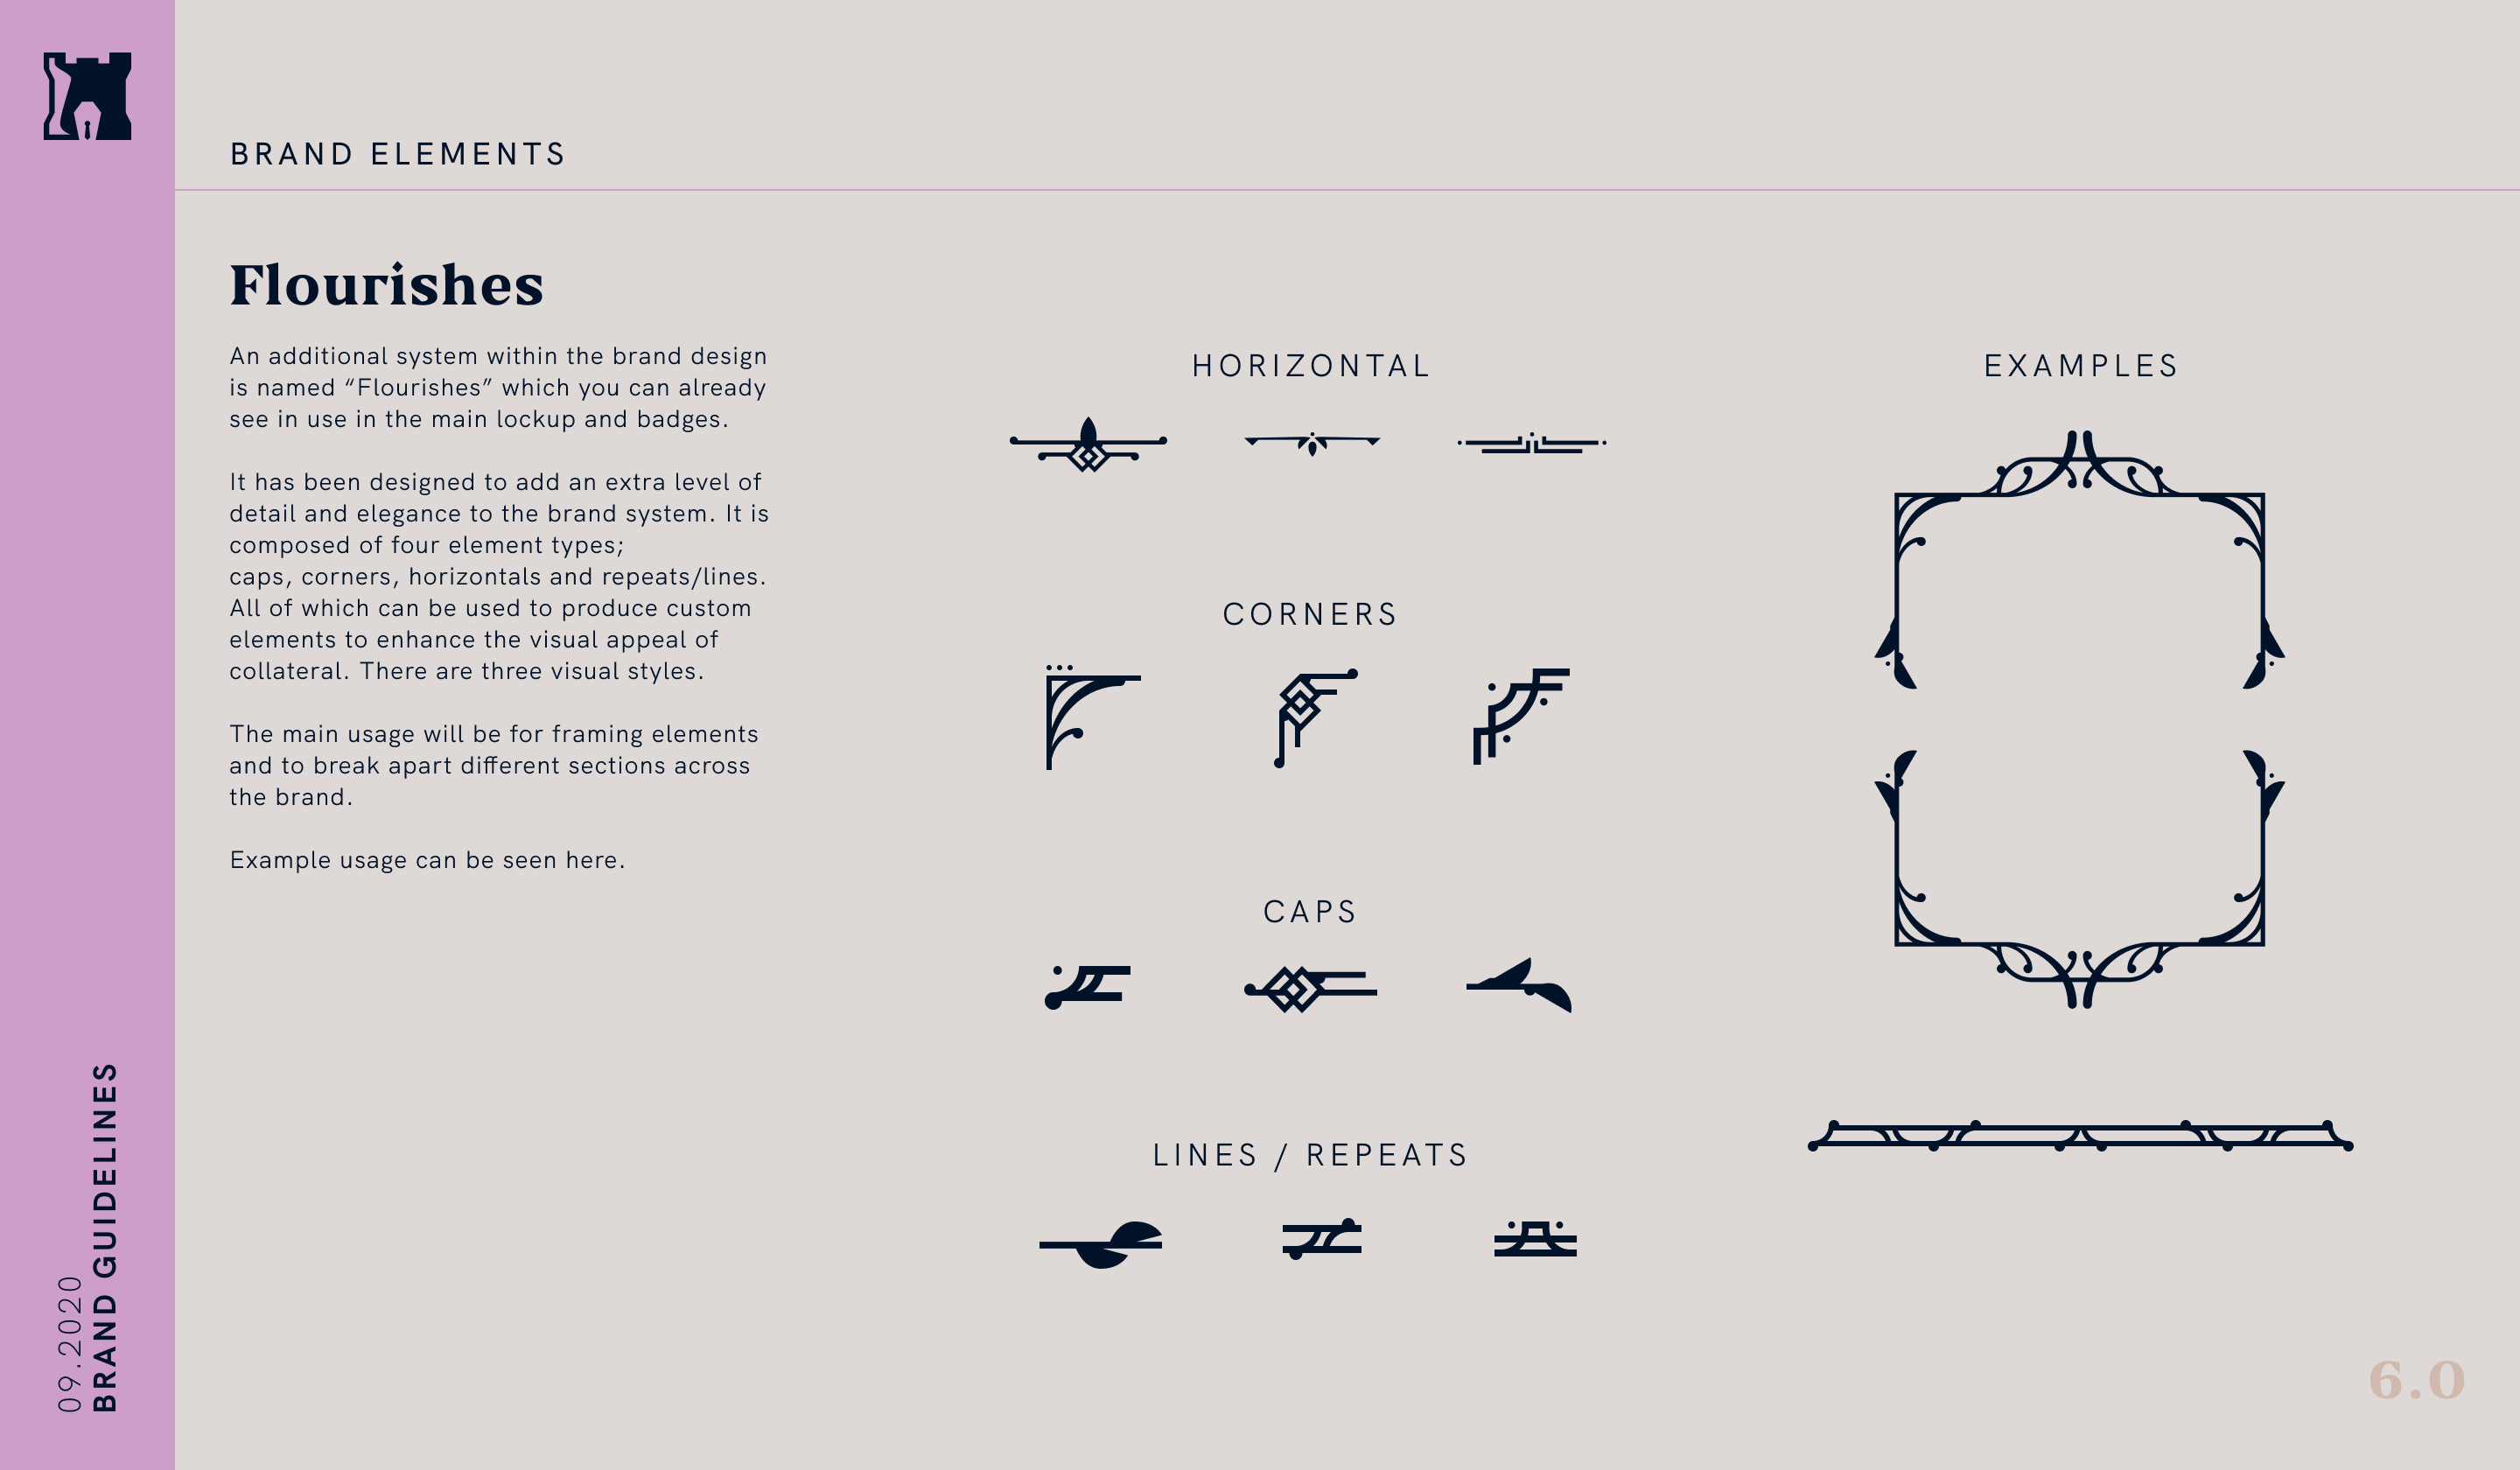 BRAND ELEMENTS
Flourishes
An additional system within the brand design
is named “Flourishes” which you can already
see in use in the main lockup and badges.
It has been designed to add an extra level of
detail and elegance to the brand system. It is
composed of four element types;
caps, corners, horizontals and repeats/lines.
All of which can be used to produce custom
elements to enhance the visual appeal of
collateral. There are three visual styles.
The main usage will be for framing elements
and to break apart different sections across
the brand.
Example usage can be seen here.
HORIZONTAL
CORNERS
CAPS
LINES / REPEATS
EXAMPLES
09.2020
BRAND GUIDELINES
6.0